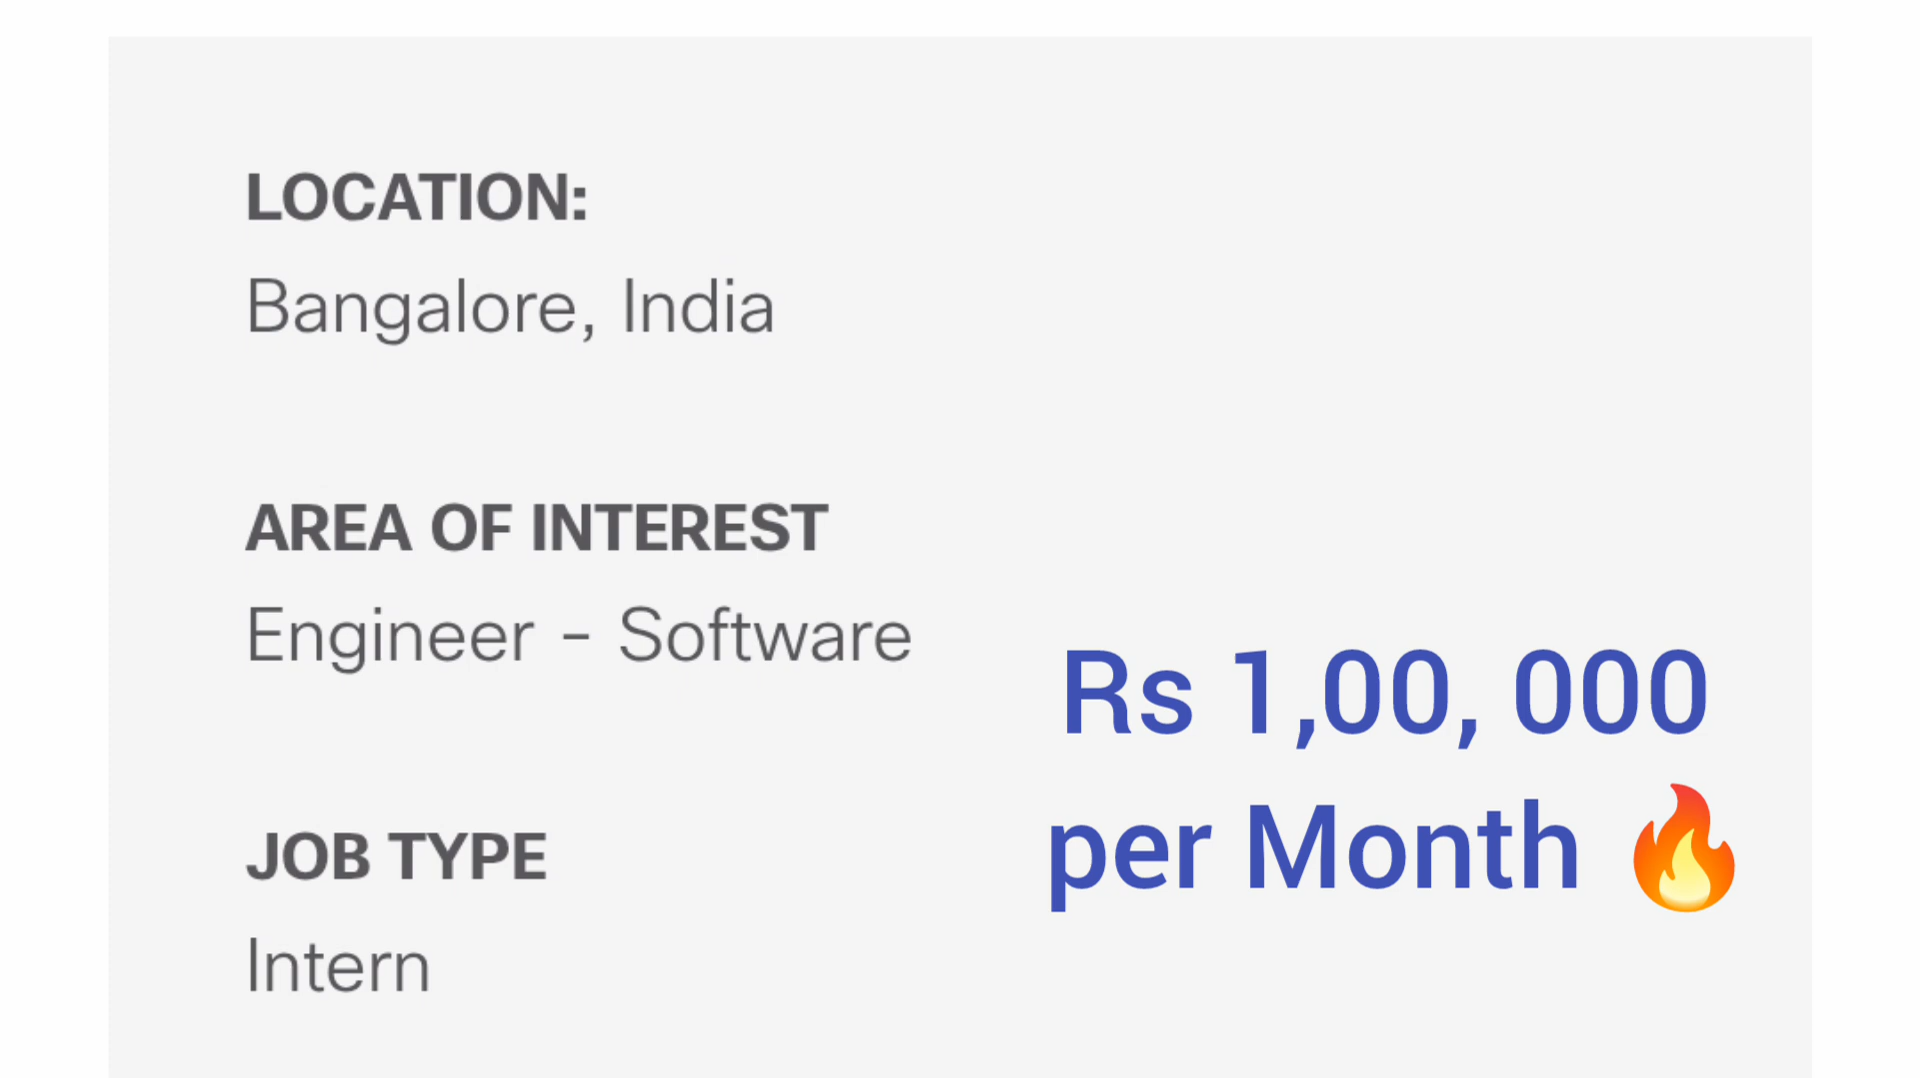 LOCATION:
Bangalore, India
AREA OF INTEREST
Engineer - Software
JOB TYPE
Intern
Rs 1,00, 000
per Month 🔥